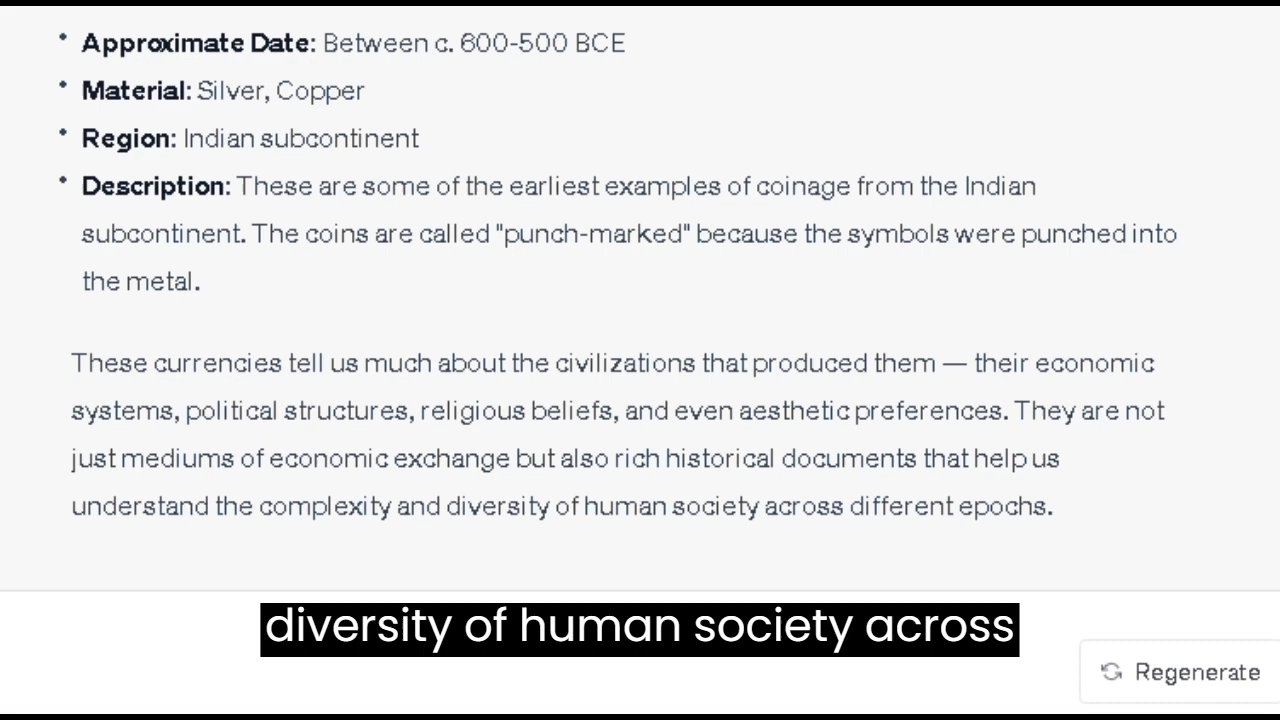 • Approximate Date: Between c. 600-500 BCE
• Material: Silver, Copper
• Region: Indian subcontinent
• Description: These are some of the earliest examples of coinage from the Indian
subcontinent. The coins are called "punch-marked" because the symbols were punched into
the metal.
These currencies tell us much about the civilizations that produced them — their economic
systems, political structures, religious beliefs, and even aesthetic preferences. They are not
just mediums of economic exchange but also rich historical documents that help us
understand the complexity and diversity of human society across different epochs.
diversity of human society across
Regenerate